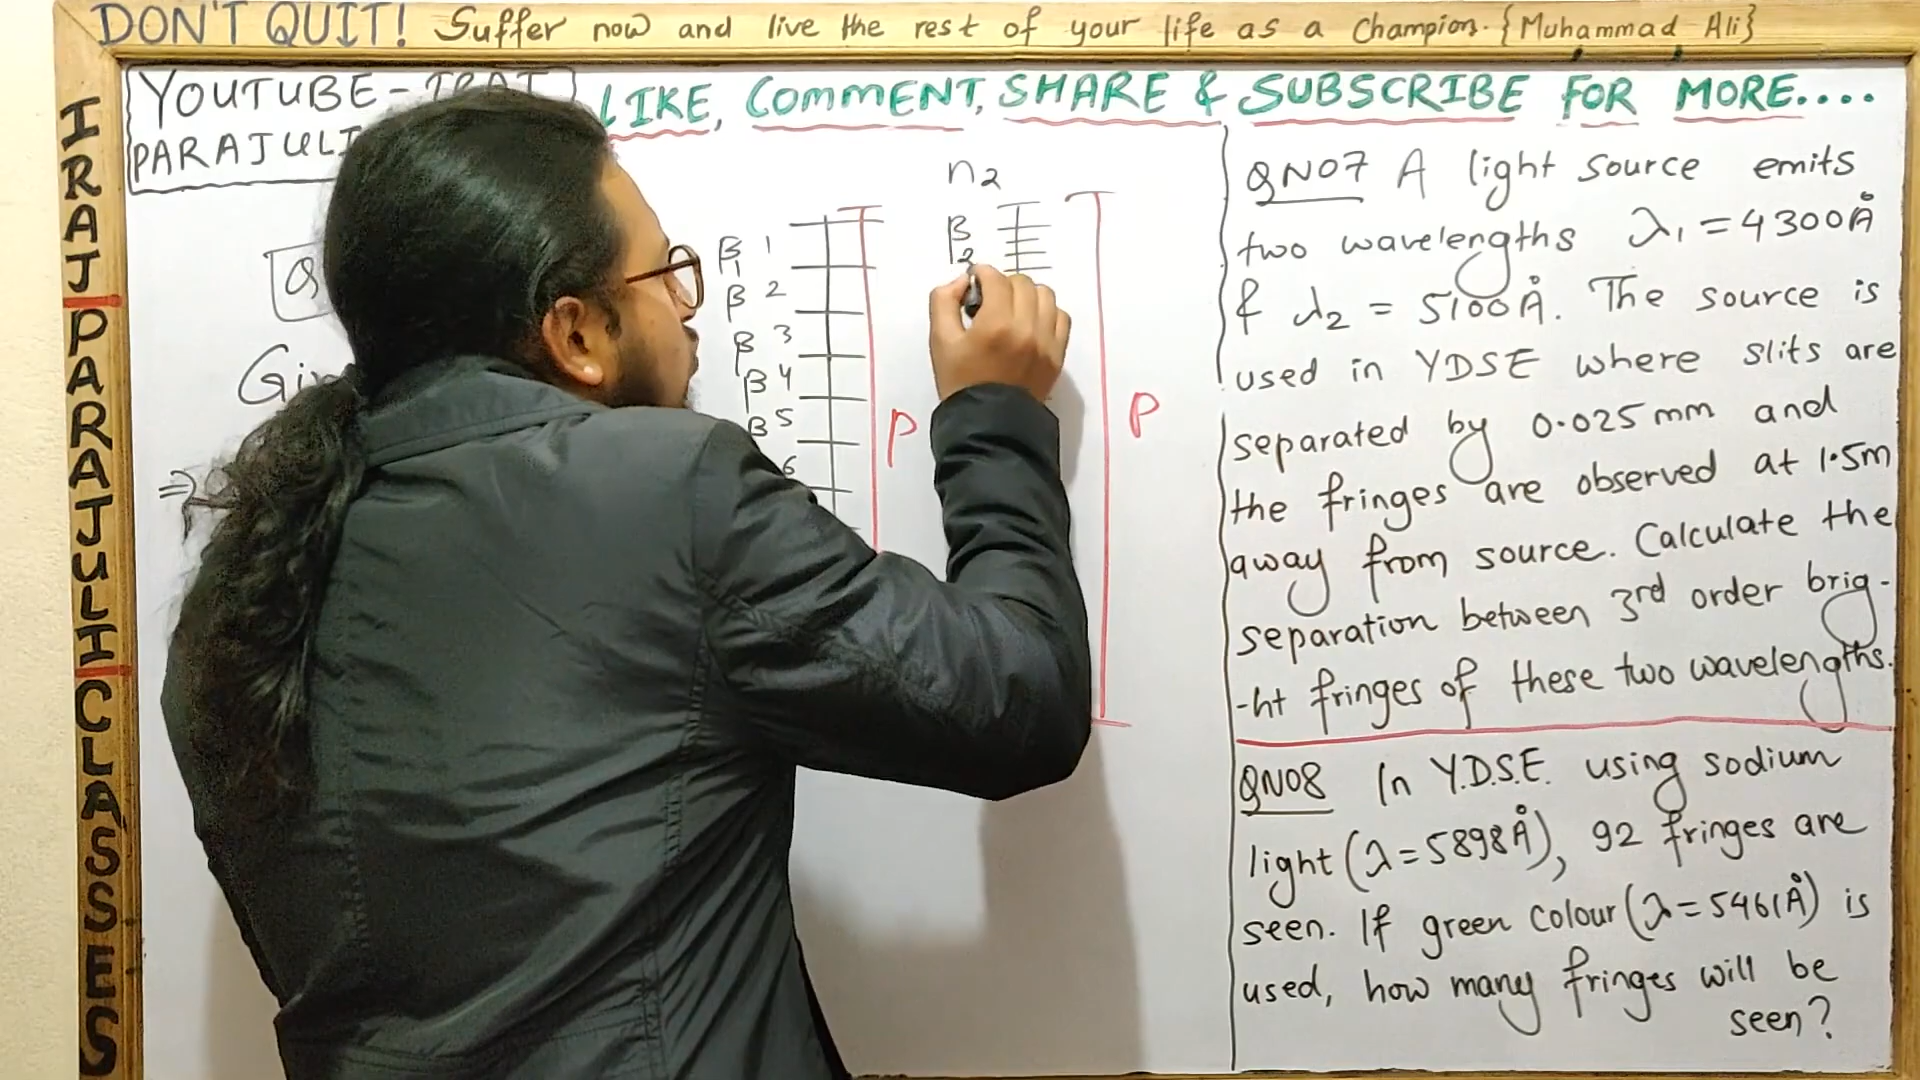 DON'T QUIT! Suffer now and live the rest of your life as a Champion. {Muhammad Ali}
IRAJ PARAJULI CLASSES
YOUTUBE -
PARAJULI
LIKE, COMMENT, SHARE & SUBSCRIBE FOR MORE....
n₂
β₁ 1
β 2
β 3
β 4
β 5
6
P
β
2
P
Q
⇒
QN07 A light source emits
two wavelengths λ₁ = 4300Å
& λ₂ = 5100Å. The source is
used in YDSE where slits are
separated by 0.025 mm and
the fringes are observed at 1.5m
away from source. Calculate the
separation between 3rd order brig-
-ht fringes of these two wavelengths.
QN08 In Y.D.S.E. using sodium
light (λ=5898Å), 92 fringes are
seen. If green colour (λ=5461Å) is
used, how many fringes will be
seen?